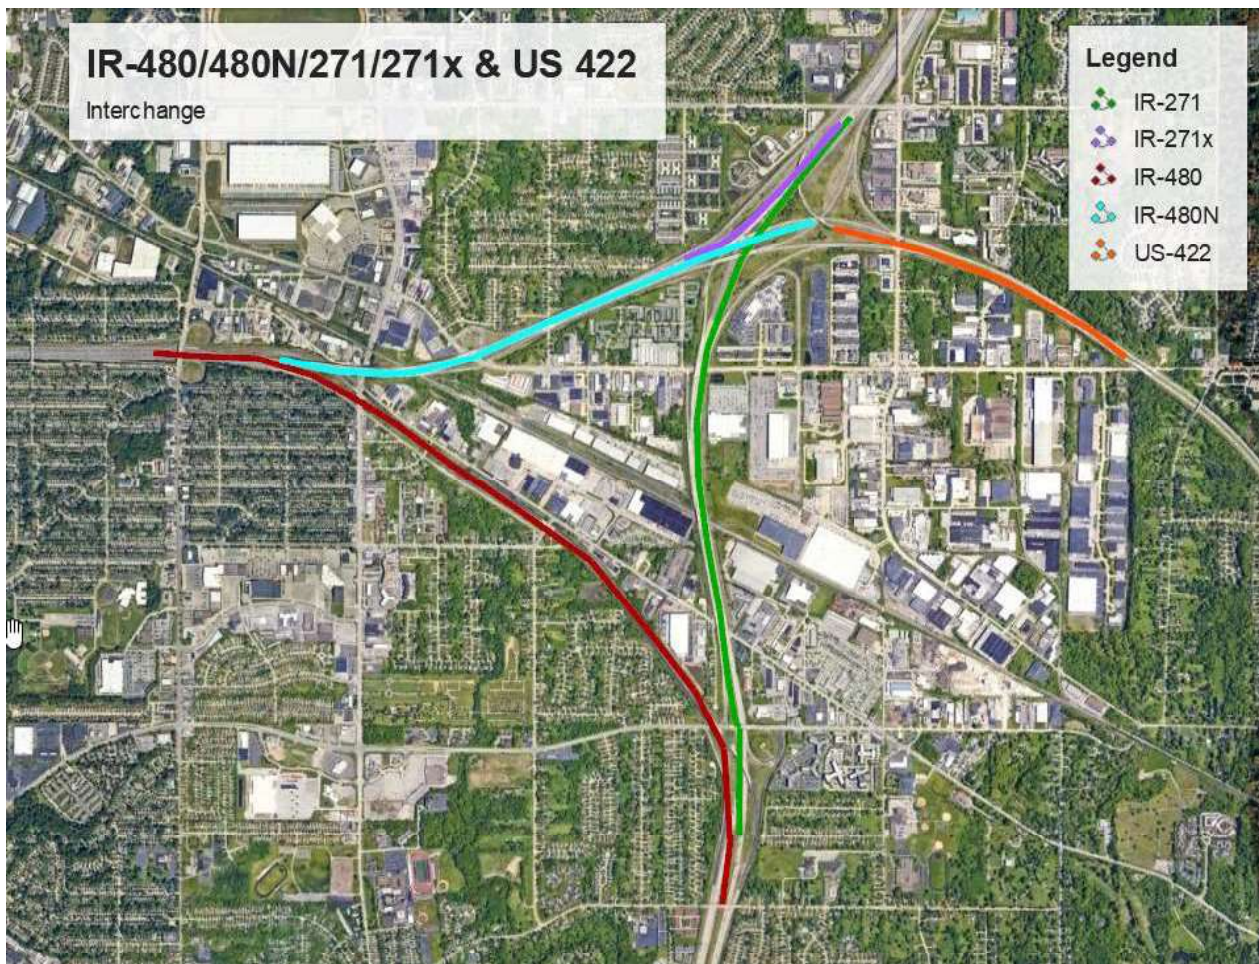 IR-480/480N/271/271x & US 422
Interchange
Legend
IR-271
IR-271x
IR-480
IR-480N
US-422